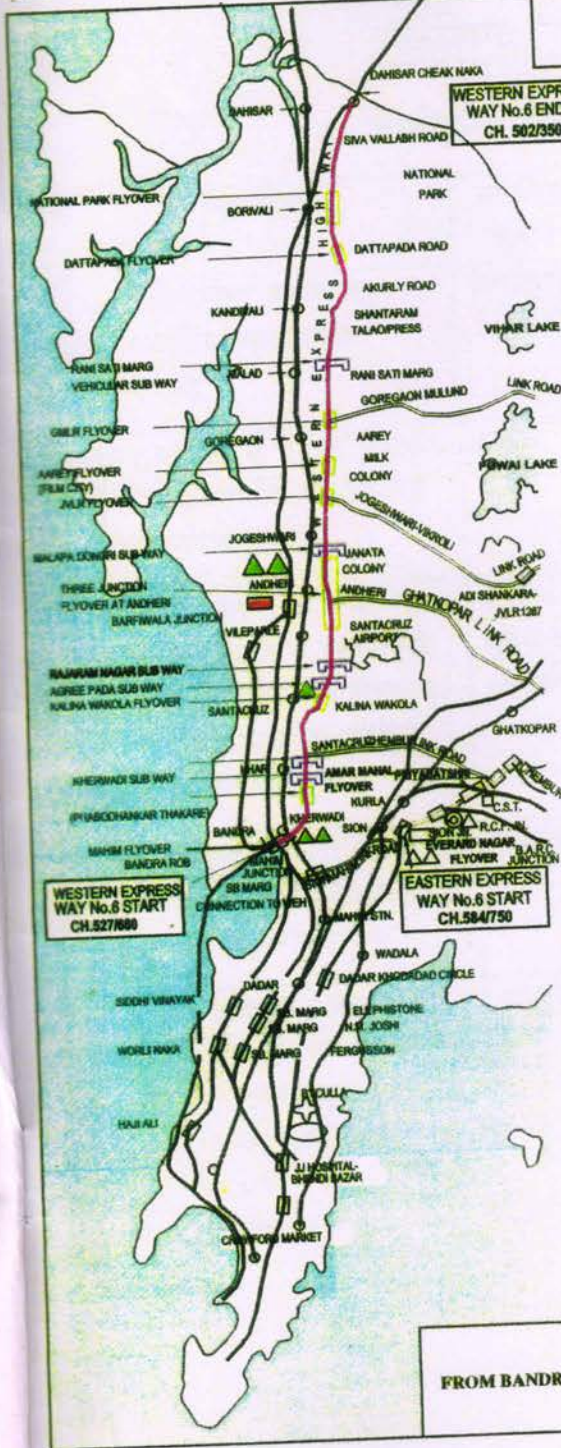 DAHISAR CHEAK NAKA
DAHISAR
WESTERN EXPR
WAY No.6 END
CH. 502/350
SIVA VALLABH ROAD
NATIONAL
PARK
NATIONAL PARK FLYOVER
BORIVALI
DATTAPADA ROAD
DATTAPADA FLYOVER
AKURLY ROAD
KANDIVALI
SHANTARAM
TALAO/PRESS
VIHAR LAKE
WESTERN EXPRESS HIGH WAY
RANI SATI MARG
VEHICULAR SUB WAY
MALAD
RANI SATI MARG
GOREGAON MULUND
LINK ROAD
GMLR FLYOVER
GOREGAON
AAREY
MILK
COLONY
AAREY FLYOVER
(FILM CITY)
POWAI LAKE
JVLR FLYOVER
JOGESHWARI-VIKROLI
LINK ROAD
JOGESHWARI
MALAPA DONGRI SUB-WAY
JANATA
COLONY
THREE JUNCTION
FLYOVER AT ANDHERI
ANDHERI
ANDHERI
GHATKOPAR LINK ROAD
ADI SHANKARA-
JVLR1287
BARFIWALA JUNCTION
VILEPARLE
SANTACRUZ
AIRPORT
RAJARAM NAGAR SUB WAY
AGREE PADA SUB WAY
KALINA WAKOLA FLYOVER
SANTACRUZ
KALINA WAKOLA
GHATKOPAR
KHAR
KHERWADI SUB WAY
AMAR MAHAL
FLYOVER
KURLA
CHEMBUR
C.S.T.
(PRABODHANKAR THAKARE)
KHERWADI
BANDRA
SION
SION JN.
R.C.F. JN.
EVERARD NAGAR
FLYOVER
B.A.R.C.
JUNCTION
MAHIM FLYOVER
BANDRA ROB
JUNCTION
SB MARG
CONNECTION TO WEH
WESTERN EXPRESS
WAY No.6 START
CH.527/660
EASTERN EXPRESS
WAY No.6 START
CH.584/750
MAHIM STN.
WADALA
DADAR
DADAR KHODADAD CIRCLE
SIDDHI VINAYAK
S.B. MARG
S.B. MARG
ELEPHISTONE
N.M. JOSHI
WORLI NAKA
S.B. MARG
FERGUSSON
BYCULLA
HAJI ALI
JJ HOSPITAL-
BHENDI BAZAR
CRAWFORD MARKET
FROM BANDR